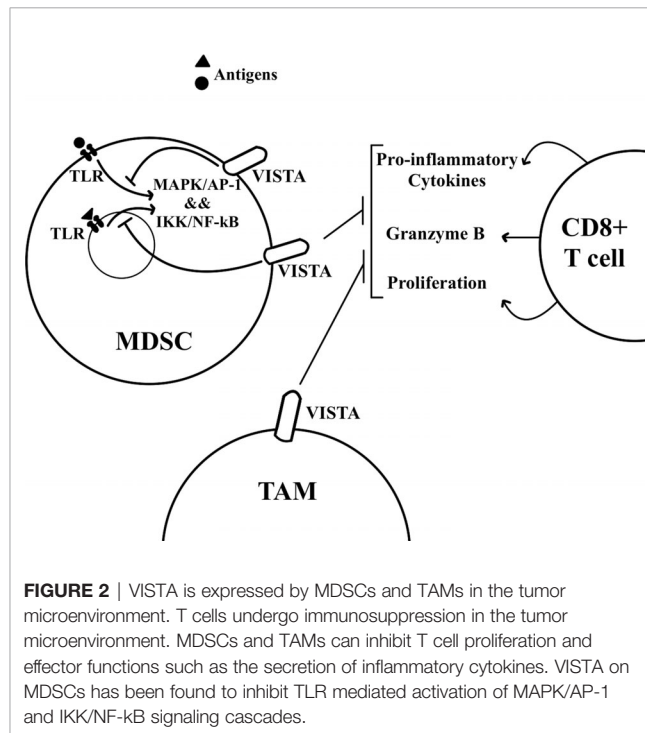 Antigens
TLR
MAPK/AP-1
&&
IKK/NF-kB
TLR
VISTA
VISTA
MDSC
Pro-inflammatory
Cytokines
Granzyme B
Proliferation
CD8+
T cell
VISTA
TAM
FIGURE 2 | VISTA is expressed by MDSCs and TAMs in the tumor
microenvironment. T cells undergo immunosuppression in the tumor
microenvironment. MDSCs and TAMs can inhibit T cell proliferation and
effector functions such as the secretion of inflammatory cytokines. VISTA on
MDSCs has been found to inhibit TLR mediated activation of MAPK/AP-1
and IKK/NF-kB signaling cascades.